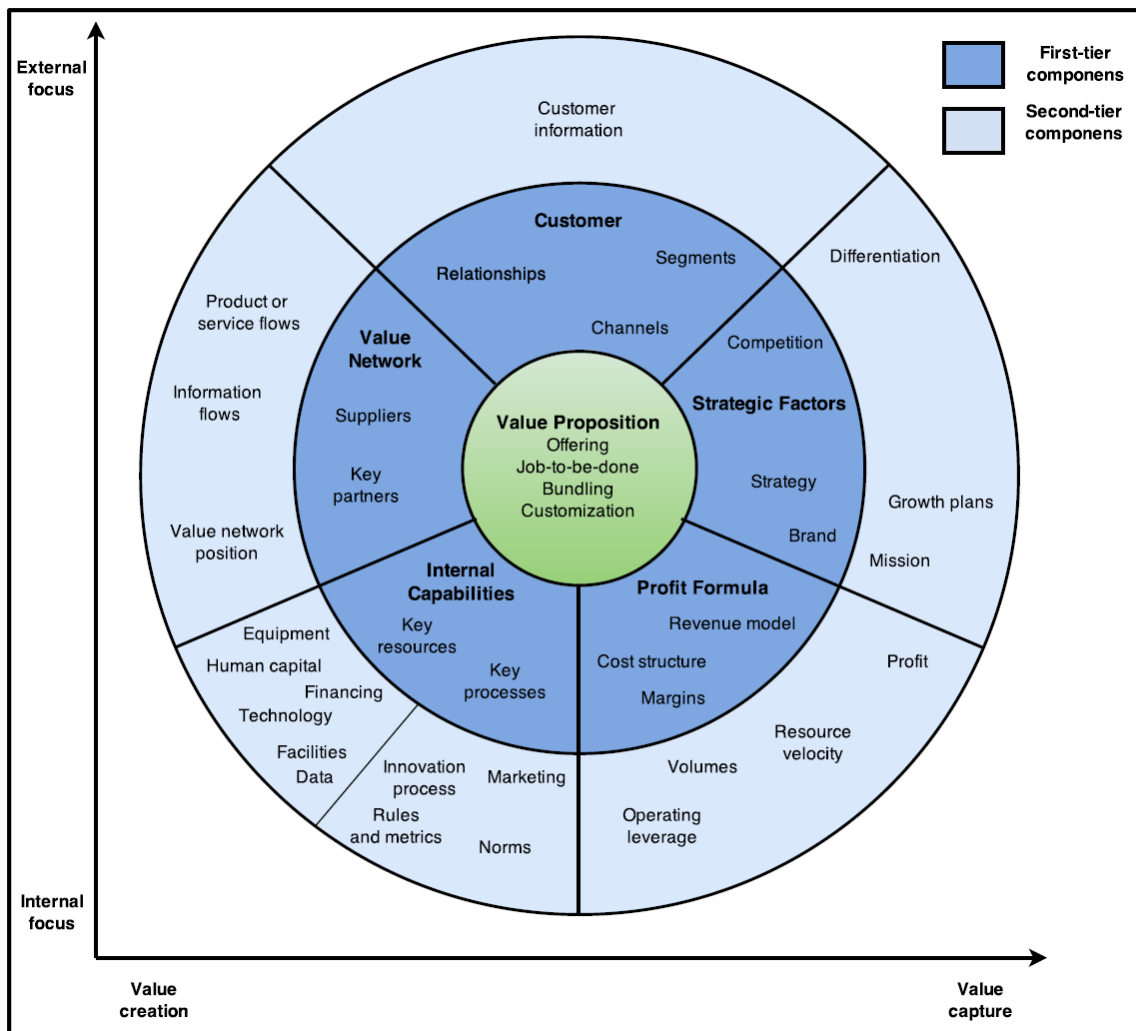 External
focus
First-tier
componens
Second-tier
componens
Customer
information
Customer
Relationships
Segments
Channels
Differentiation
Product or
service flows
Information
flows
Value network
position
Value
Network
Suppliers
Key
partners
Value Proposition
Offering
Job-to-be-done
Bundling
Customization
Competition
Strategic Factors
Strategy
Brand
Growth plans
Mission
Internal
Capabilities
Key
resources
Key
processes
Profit Formula
Revenue model
Cost structure
Margins
Equipment
Human capital
Financing
Technology
Facilities
Data
Innovation
process
Marketing
Rules
and metrics
Norms
Profit
Resource
velocity
Volumes
Operating
leverage
Internal
focus
Value
creation
Value
capture